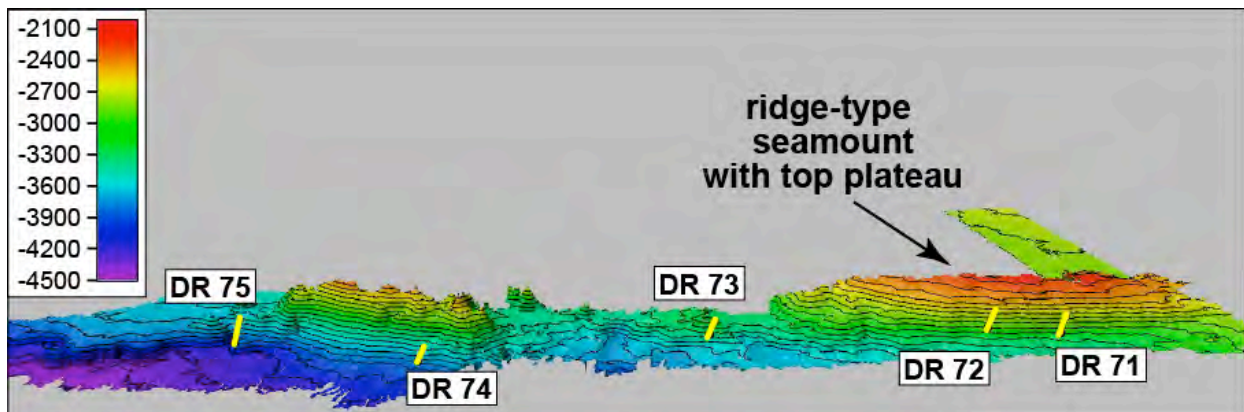 -2100
-2400
-2700
-3000
-3300
-3600
-3900
-4200
-4500
ridge-type
seamount
with top plateau
DR 75
DR 73
DR 74
DR 72
DR 71